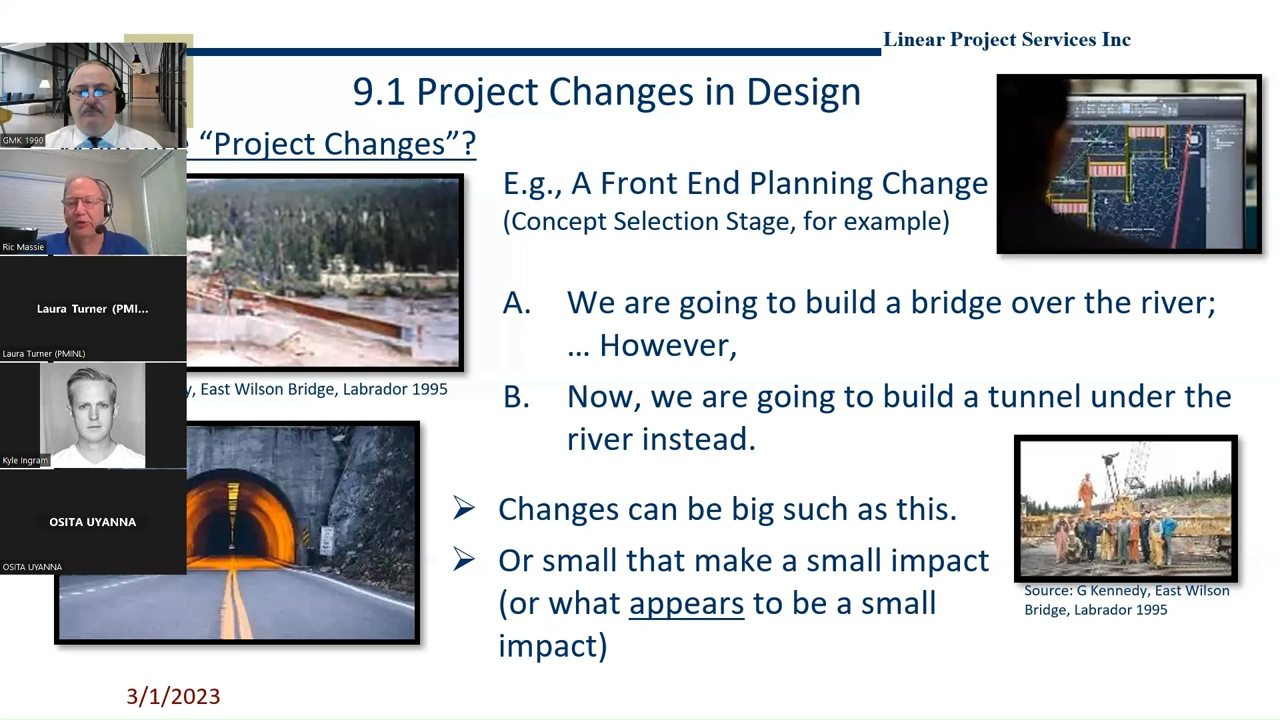 Linear Project Services Inc
9.1 Project Changes in Design
"Project Changes"?
E.g., A Front End Planning Change
(Concept Selection Stage, for example)
A. We are going to build a bridge over the river;
… However,
B. Now, we are going to build a tunnel under the
river instead.
➢ Changes can be big such as this.
➢ Or small that make a small impact
(or what appears to be a small
impact)
y, East Wilson Bridge, Labrador 1995
Source: G Kennedy, East Wilson
Bridge, Labrador 1995
3/1/2023
GMK 1990
Ric Massie
Laura Turner (PMI...
Laura Turner (PMINL)
Kyle Ingram
OSITA UYANNA
OSITA UYANNA